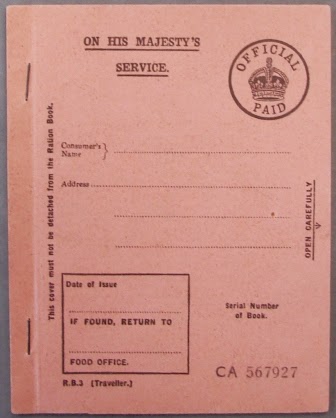 ON HIS MAJESTY'S
SERVICE.
OFFICIAL
PAID
Consumer's
Name
Address
This cover must not be detached from the Ration Book.
OPEN CAREFULLY
Date of Issue
IF FOUND, RETURN TO
FOOD OFFICE.
Serial Number
of Book.
R.B.3 (Traveller.)
CA 567927